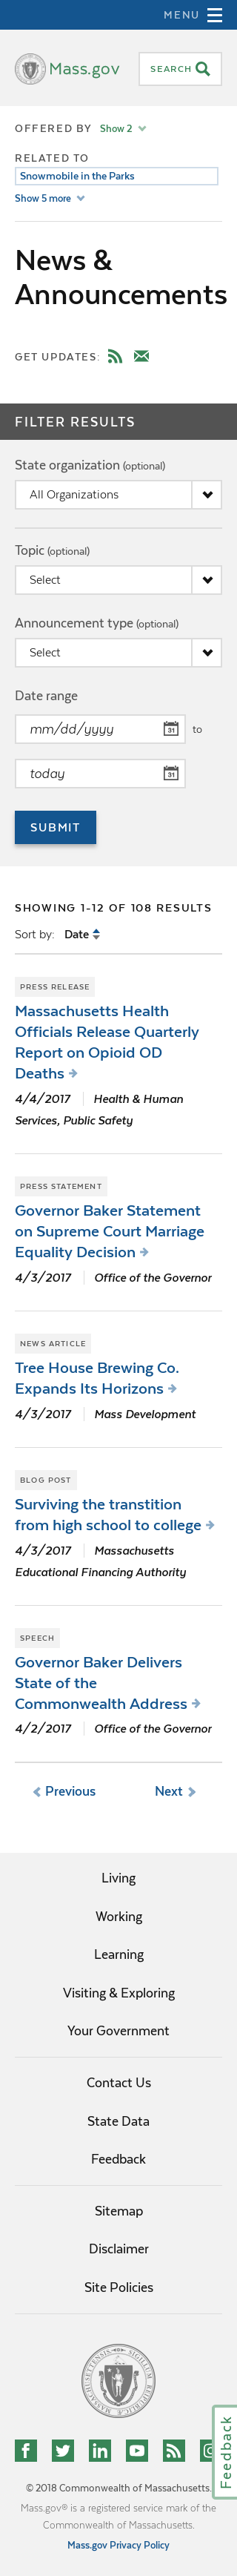 MENU
Mass.gov
SEARCH
OFFERED BY Show 2
RELATED TO
Snowmobile in the Parks
Show 5 more
News &
Announcements
GET UPDATES:
FILTER RESULTS
State organization (optional)
All Organizations
Topic (optional)
Select
Announcement type (optional)
Select
Date range
mm/dd/yyyy
31
to
today
31
SUBMIT
SHOWING 1-12 OF 108 RESULTS
Sort by: Date
PRESS RELEASE
Massachusetts Health
Officials Release Quarterly
Report on Opioid OD
Deaths
4/4/2017 Health & Human
Services, Public Safety
PRESS STATEMENT
Governor Baker Statement
on Supreme Court Marriage
Equality Decision
4/3/2017 Office of the Governor
NEWS ARTICLE
Tree House Brewing Co.
Expands Its Horizons
4/3/2017 Mass Development
BLOG POST
Surviving the transtition
from high school to college
4/3/2017 Massachusetts
Educational Financing Authority
SPEECH
Governor Baker Delivers
State of the
Commonwealth Address
4/2/2017 Office of the Governor
Previous Next
Living
Working
Learning
Visiting & Exploring
Your Government
Contact Us
State Data
Feedback
Sitemap
Disclaimer
Site Policies
Feedback
© 2018 Commonwealth of Massachusetts.
Mass.gov® is a registered service mark of the
Commonwealth of Massachusetts.
Mass.gov Privacy Policy